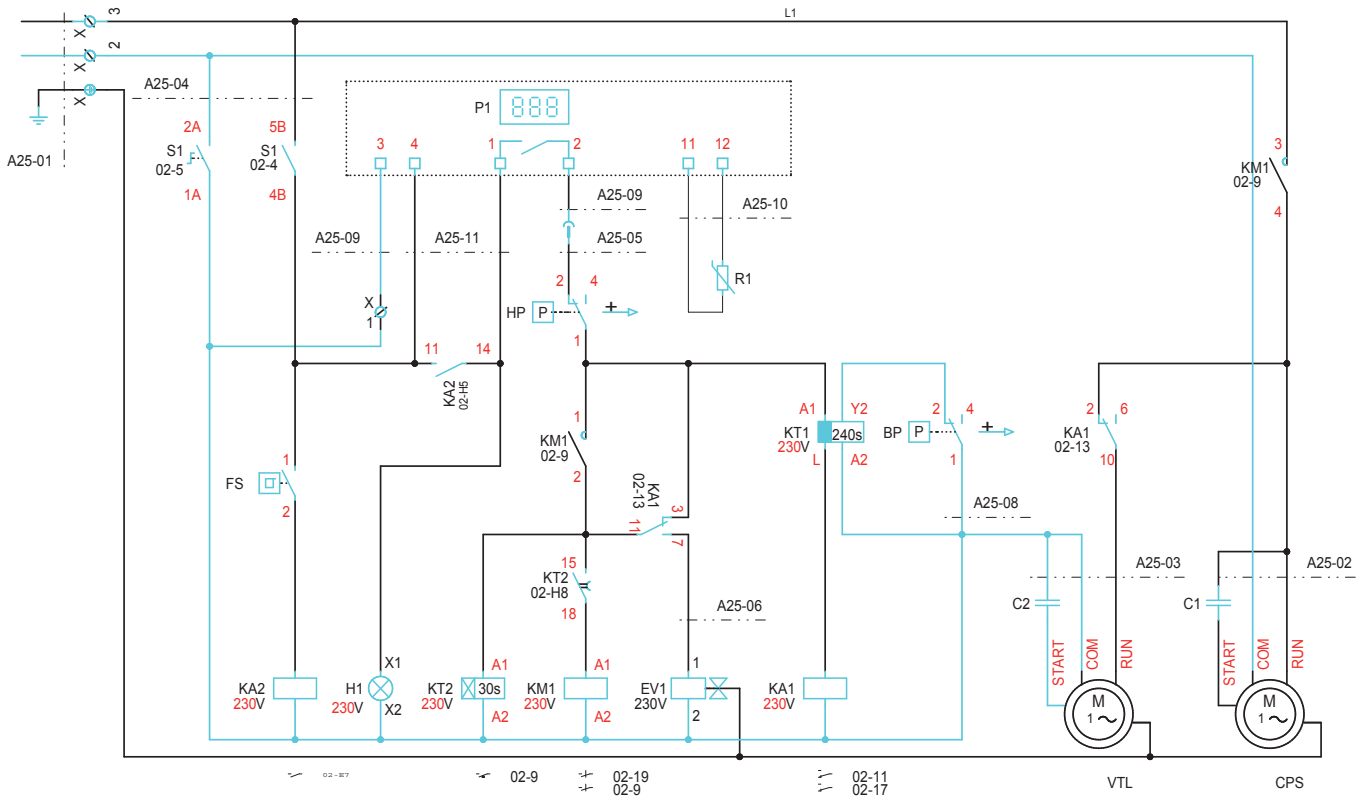 3
L1
X
2
X
X
A25-04
P1
888
2A
5B
3
4
1
2
11
12
3
A25-01
S1
02-5
S1
02-4
KM1
02-9
1A
4B
4
A25-09
A25-10
A25-09
A25-11
A25-05
2
4
R1
X
1
HP
P
+
1
11
14
KA2
02-H5
1
A1
Y2
2
4
2
6
KM1
02-9
KT1
230V
240s
BP
P
+
KA1
02-13
1
L
A2
1
10
FS
2
2
KA1
02-13
3
11
7
A25-08
15
KT2
02-H8
18
A25-03
A25-02
A25-06
C2
C1
START
COM
RUN
START
COM
RUN
X1
A1
A1
1
KA2
230V
H1
230V
KT2
230V
30s
KM1
230V
EV1
230V
KA1
230V
M
1
M
1
X2
A2
A2
2
02-E7
02-9
02-19
02-9
02-11
02-17
VTL
CPS